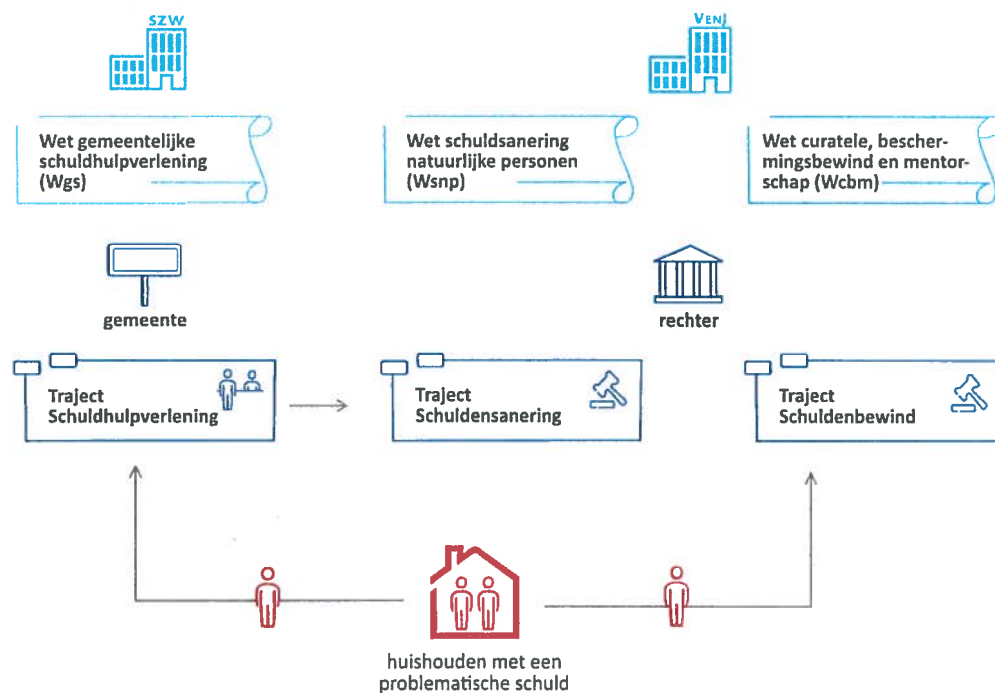 SZW
VENJ
Wet gemeentelijke
schuldhulpverlening
(Wgs)
Wet schuldsanering
natuurlijke personen
(Wsnp)
Wet curatele, bescher-
mingsbewind en mentor-
schap (Wcbm)
gemeente
rechter
Traject
Schuldhulpverlening
Traject
Schuldensanering
Traject
Schuldenbewind
huishouden met een
problematische schuld